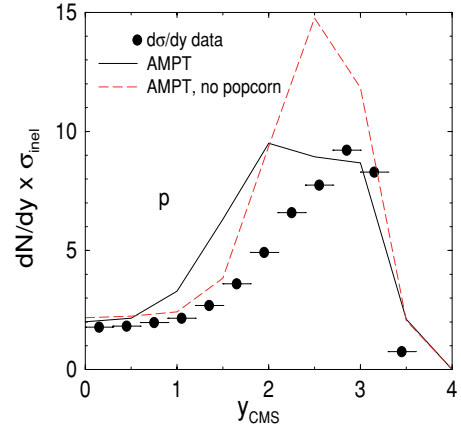 dσ/dy data
AMPT
AMPT, no popcorn
p
dN/dy x σinel
15
10
5
0
0 1 2 3 4
yCMS